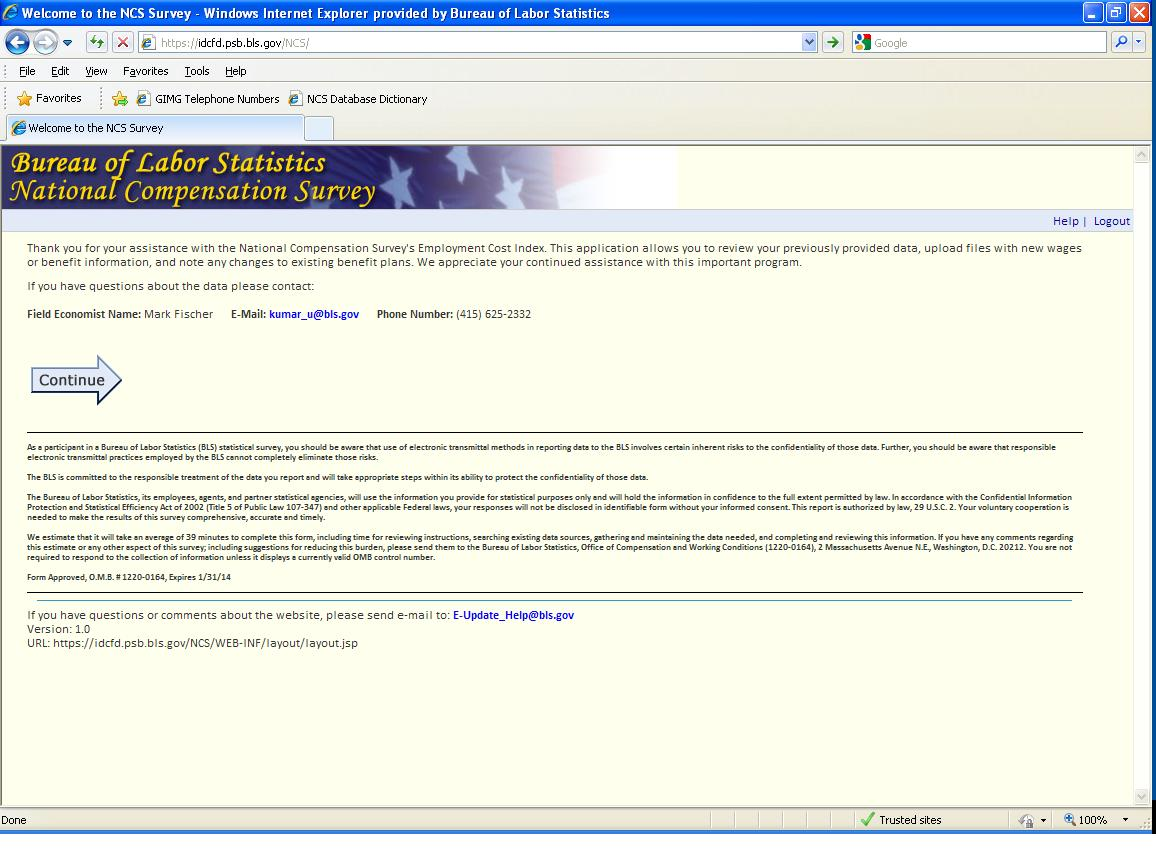 Welcome to the NCS Survey - Windows Internet Explorer provided by Bureau of Labor Statistics
https://idcfd.psb.bls.gov/NCS/
Google
File Edit View Favorites Tools Help
Favorites GIMG Telephone Numbers NCS Database Dictionary
Welcome to the NCS Survey
Bureau of Labor Statistics
National Compensation Survey
Help | Logout
Thank you for your assistance with the National Compensation Survey's Employment Cost Index. This application allows you to review your previously provided data, upload files with new wages
or benefit information, and note any changes to existing benefit plans. We appreciate your continued assistance with this important program.
If you have questions about the data please contact:
Field Economist Name: Mark Fischer E-Mail: kumar_u@bls.gov Phone Number: (415) 625-2332
Continue
As a participant in a Bureau of Labor Statistics (BLS) statistical survey, you should be aware that use of electronic transmittal methods in reporting data to the BLS involves certain inherent risks to the confidentiality of those data. Further, you should be aware that responsible
electronic transmittal practices employed by the BLS cannot completely eliminate those risks.
The BLS is committed to the responsible treatment of the data you report and will take appropriate steps within its ability to protect the confidentiality of those data.
The Bureau of Labor Statistics, its employees, agents, and partner statistical agencies, will use the information you provide for statistical purposes only and will hold the information in confidence to the full extent permitted by law. In accordance with the Confidential Information
Protection and Statistical Efficiency Act of 2002 (Title 5 of Public Law 107-347) and other applicable Federal laws, your responses will not be disclosed in identifiable form without your informed consent. This report is authorized by law, 29 U.S.C. 2. Your voluntary cooperation is
needed to make the results of this survey comprehensive, accurate and timely.
We estimate that it will take an average of 39 minutes to complete this form, including time for reviewing instructions, searching existing data sources, gathering and maintaining the data needed, and completing and reviewing this information. If you have any comments regarding
this estimate or any other aspect of this survey; including suggestions for reducing this burden, please send them to the Bureau of Labor Statistics, Office of Compensation and Working Conditions (1220-0164), 2 Massachusetts Avenue N.E., Washington, D.C. 20212. You are not
required to respond to the collection of information unless it displays a currently valid OMB control number.
Form Approved, O.M.B. # 1220-0164, Expires 1/31/14
If you have questions or comments about the website, please send e-mail to: E-Update_Help@bls.gov
Version: 1.0
URL: https://idcfd.psb.bls.gov/NCS/WEB-INF/layout/layout.jsp
Done Trusted sites 100%